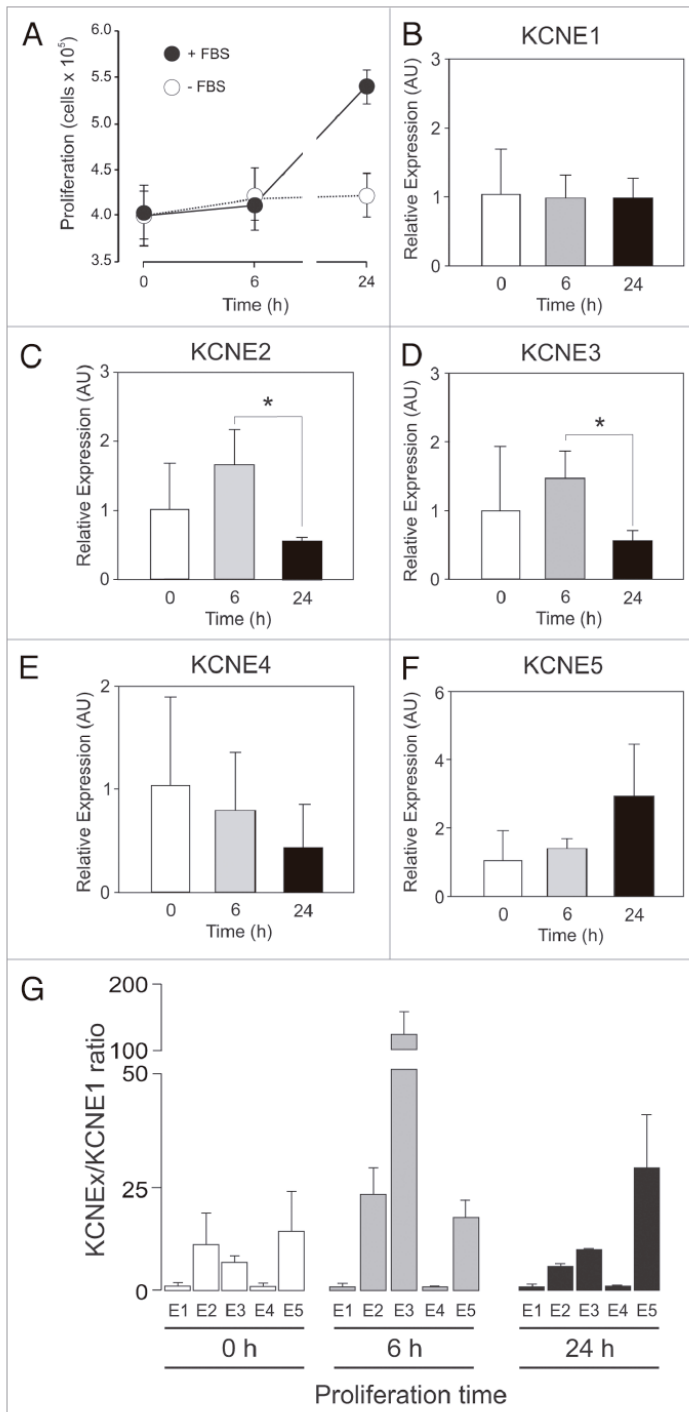 A
Proliferation (cells x 10⁵)
6.0
5.5
5.0
4.5
4.0
3.5
+ FBS
- FBS
0
6
24
Time (h)
B
KCNE1
Relative Expression (AU)
3
2
1
0
0
6
24
Time (h)
C
KCNE2
Relative Expression (AU)
3
2
1
0
*
0
6
24
Time (h)
D
KCNE3
Relative Expression (AU)
3
2
1
0
*
0
6
24
Time (h)
E
KCNE4
Relative Expression (AU)
2
1
0
0
6
24
Time (h)
F
KCNE5
Relative Expression (AU)
6
4
2
0
0
6
24
Time (h)
G
KCNEx/KCNE1 ratio
200
100
50
25
0
E1 E2 E3 E4 E5 E1 E2 E3 E4 E5 E1 E2 E3 E4 E5
0 h 6 h 24 h
Proliferation time